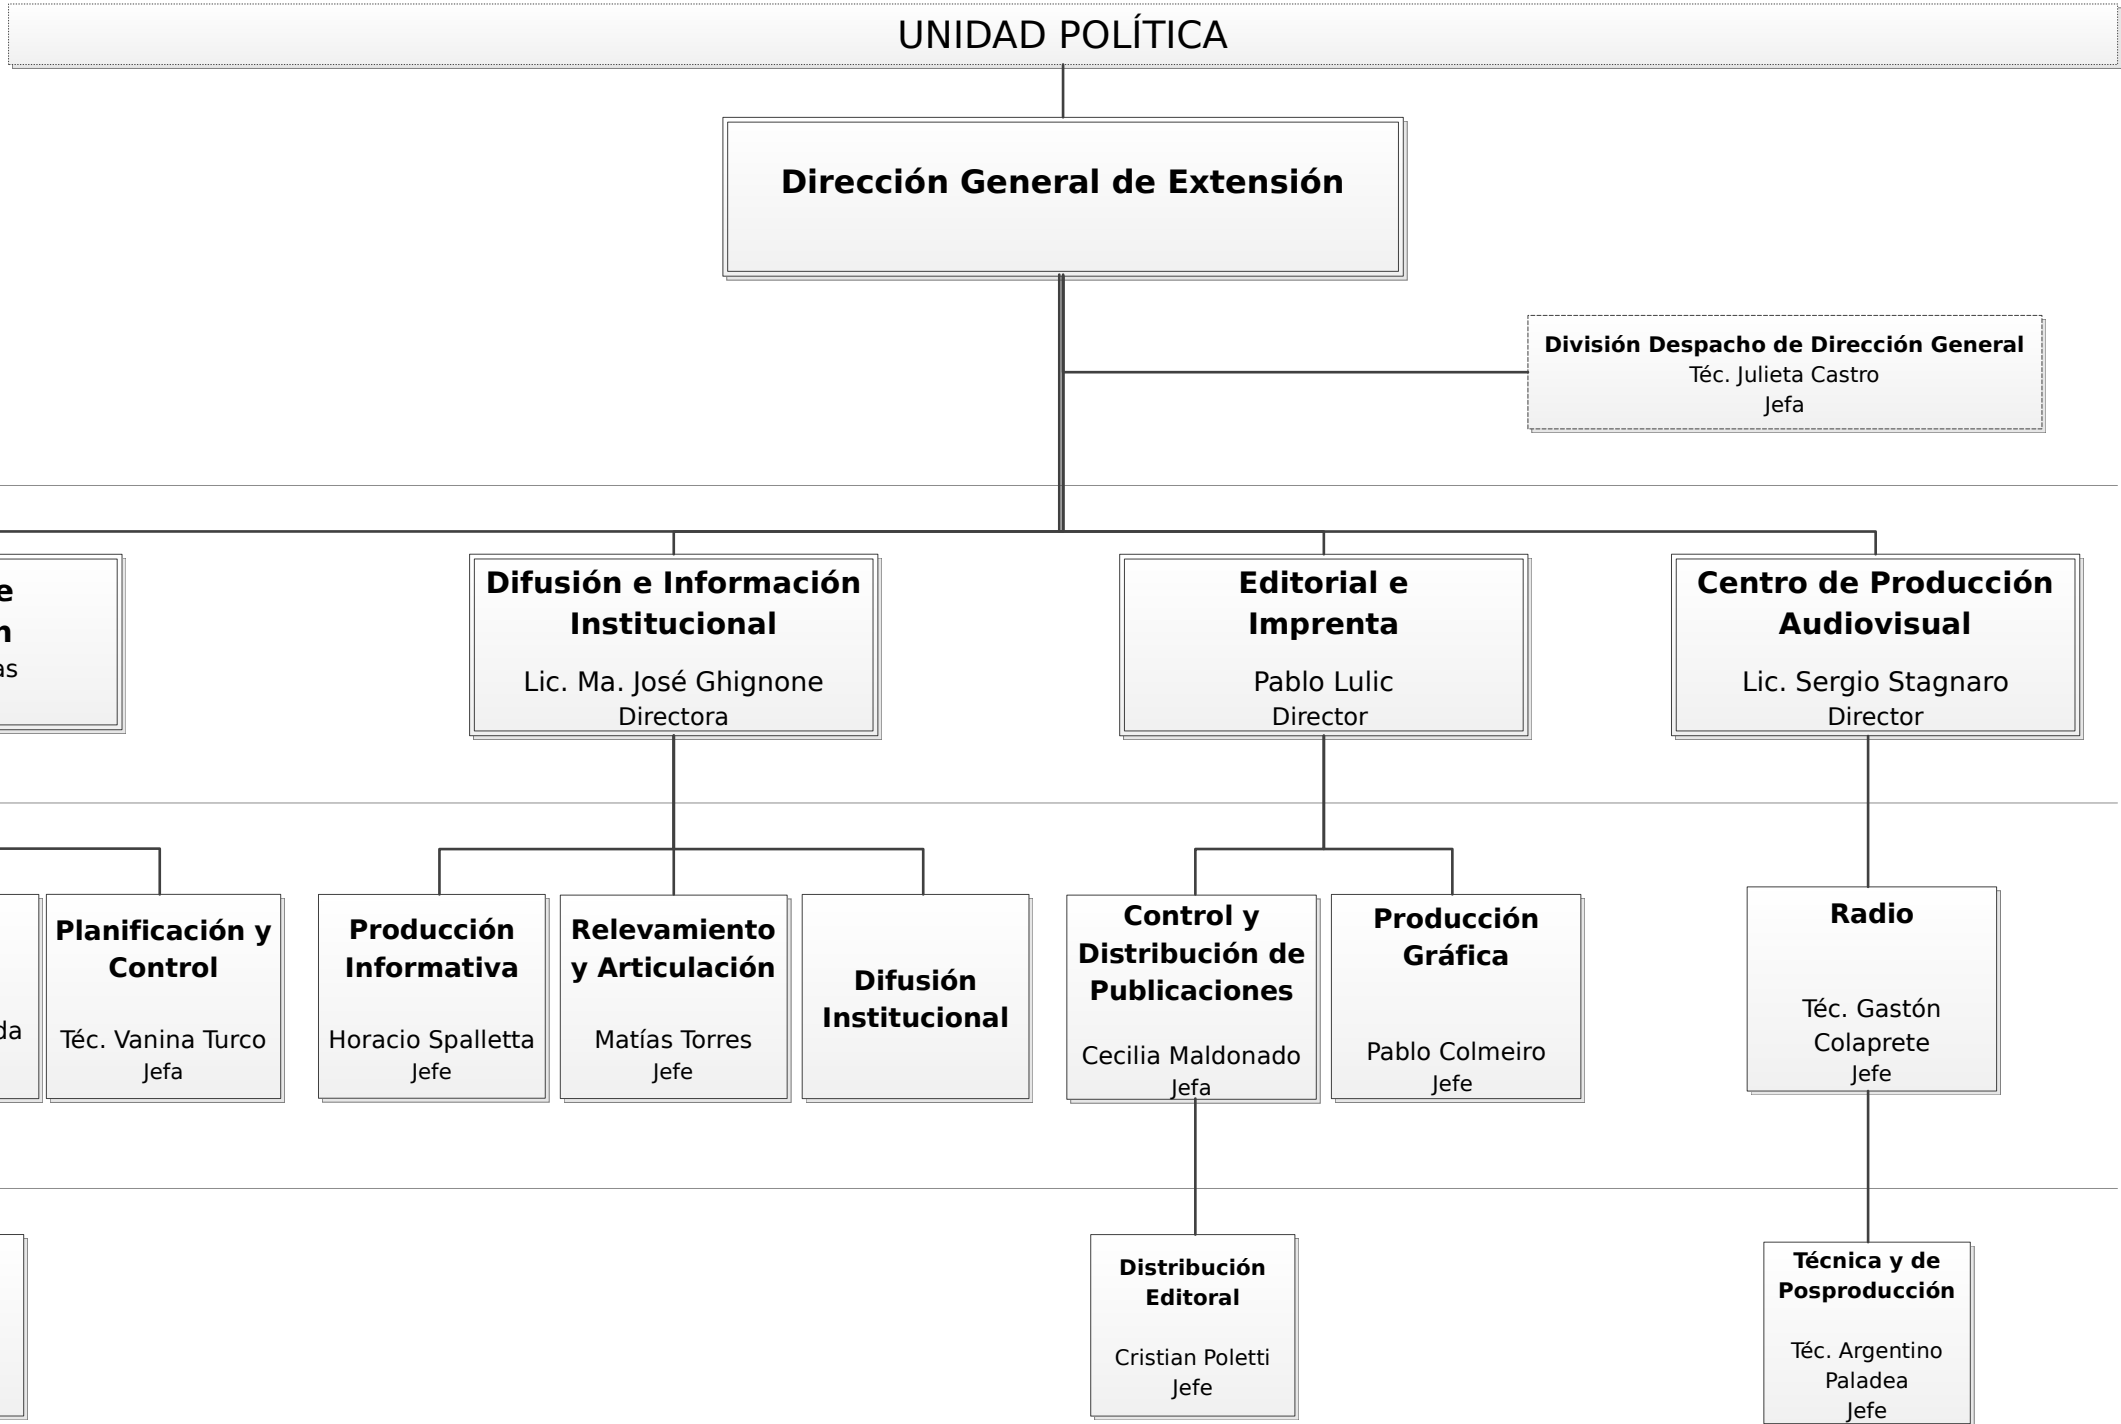 UNIDAD POLÍTICA
Dirección General de Extensión
División Despacho de Dirección General
Téc. Julieta Castro
Jefa
Difusión e Información
Institucional
Lic. Ma. José Ghignone
Directora
Editorial e
Imprenta
Pablo Lulic
Director
Centro de Producción
Audiovisual
Lic. Sergio Stagnaro
Director
Planificación y
Control
Téc. Vanina Turco
Jefa
Producción
Informativa
Horacio Spalletta
Jefe
Relevamiento
y Articulación
Matías Torres
Jefe
Difusión
Institucional
Control y
Distribución de
Publicaciones
Cecilia Maldonado
Jefa
Producción
Gráfica
Pablo Colmeiro
Jefe
Radio
Téc. Gastón
Colaprete
Jefe
Distribución
Editoral
Cristian Poletti
Jefe
Técnica y de
Posproducción
Téc. Argentino
Paladea
Jefe